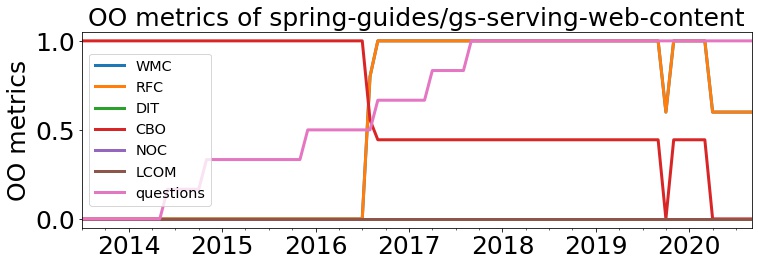 OO metrics of spring-guides/gs-serving-web-content
OO metrics
1.0
0.5
0.0
WMC
RFC
DIT
CBO
NOC
LCOM
questions
2014 2015 2016 2017 2018 2019 2020